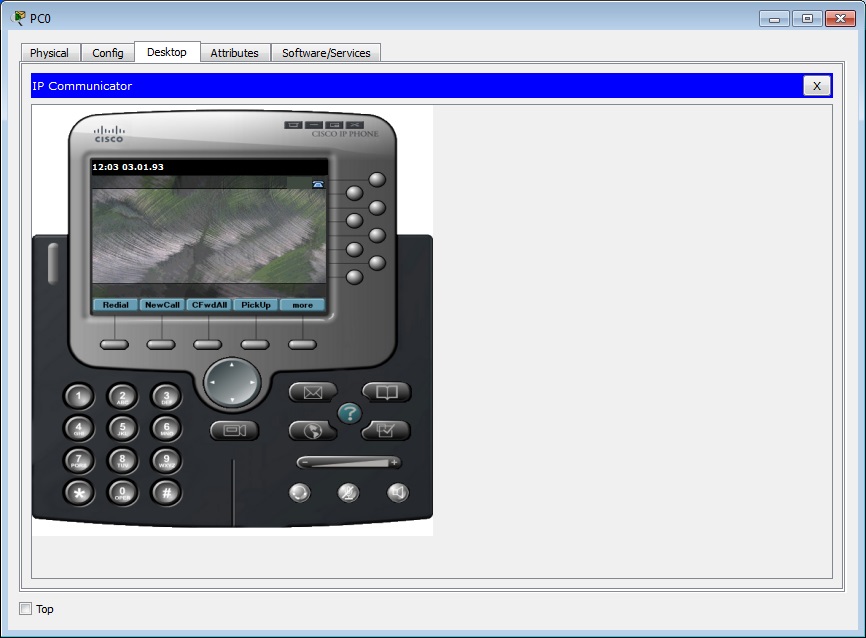 PC0
Physical Config Desktop Attributes Software/Services
IP Communicator X
CISCO CISCO IP PHONE
12:03 03.01.93
Redial NewCall CFwdAll PickUp more
1 2 ABC 3 DEF
?
4 GHI 5 JKL 6 MNO
7 PQRS 8 TUV 9 WXYZ
- +
* 0 OPER #
Top